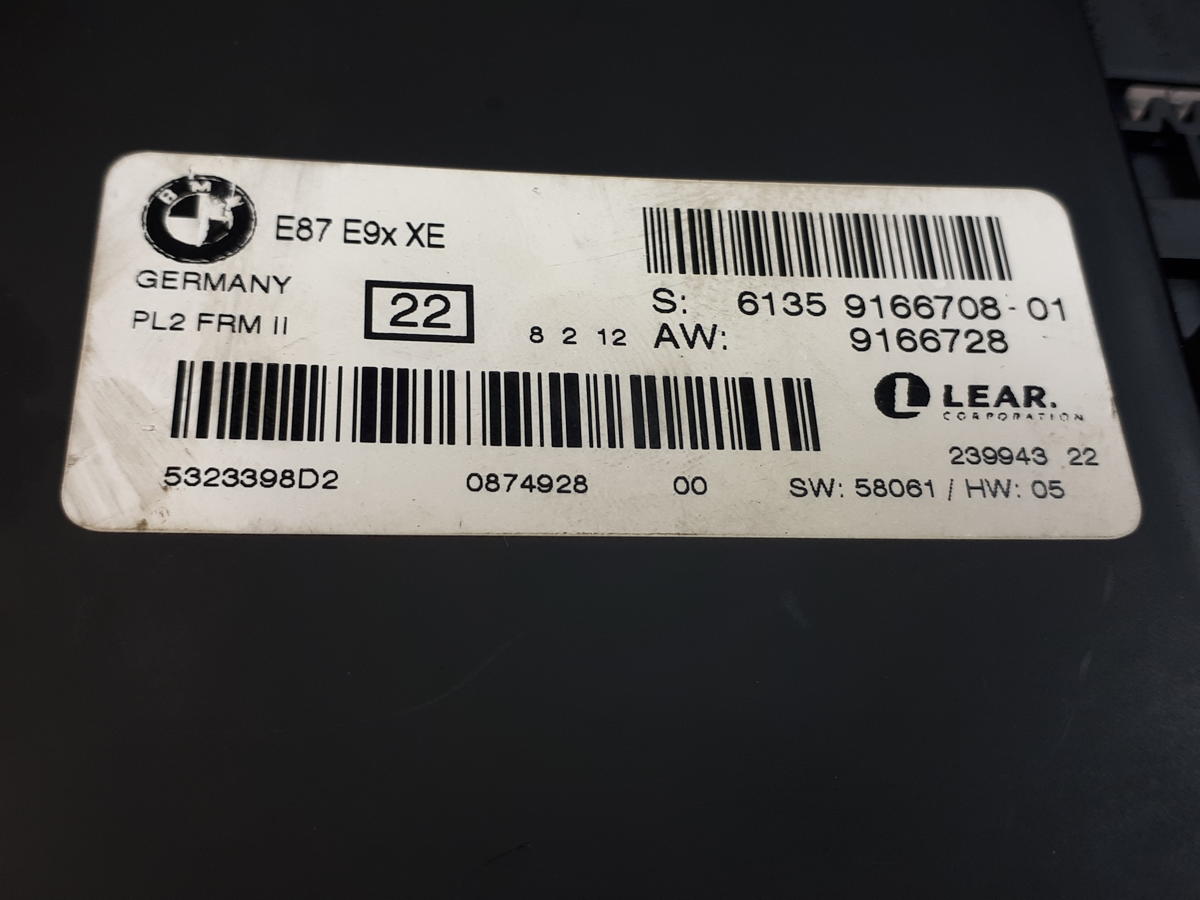 BMW
E87 E9x XE
GERMANY
PL2 FRM II
22
8 2 12
S: 6135 9166708-01
AW: 9166728
L LEAR.
CORPORATION
239943 22
5323398D2 0874928 00 SW: 58061 / HW: 05